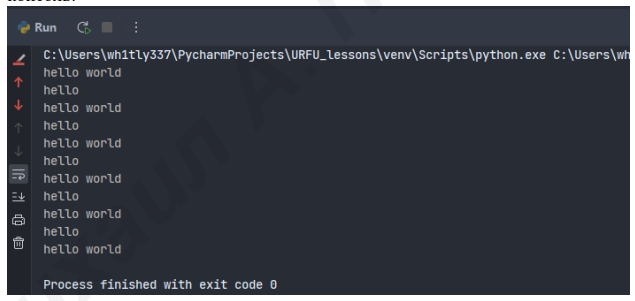 Run
C:\Users\wh1tly337\PycharmProjects\URFU_lessons\venv\Scripts\python.exe C:\Users\wh
hello world
hello
hello world
hello
hello world
hello
hello world
hello
hello world
hello
hello world
Process finished with exit code 0